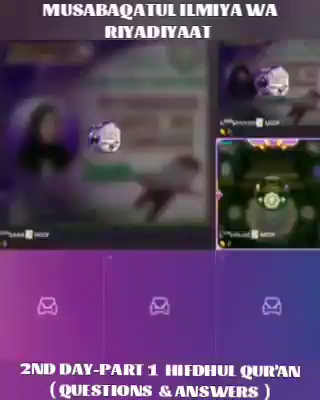 MUSABAQATUL ILMIYA WA
RIYADIYAAT
2ND DAY-PART 1 HIFDHUL QUR'AN
( QUESTIONS & ANSWERS )